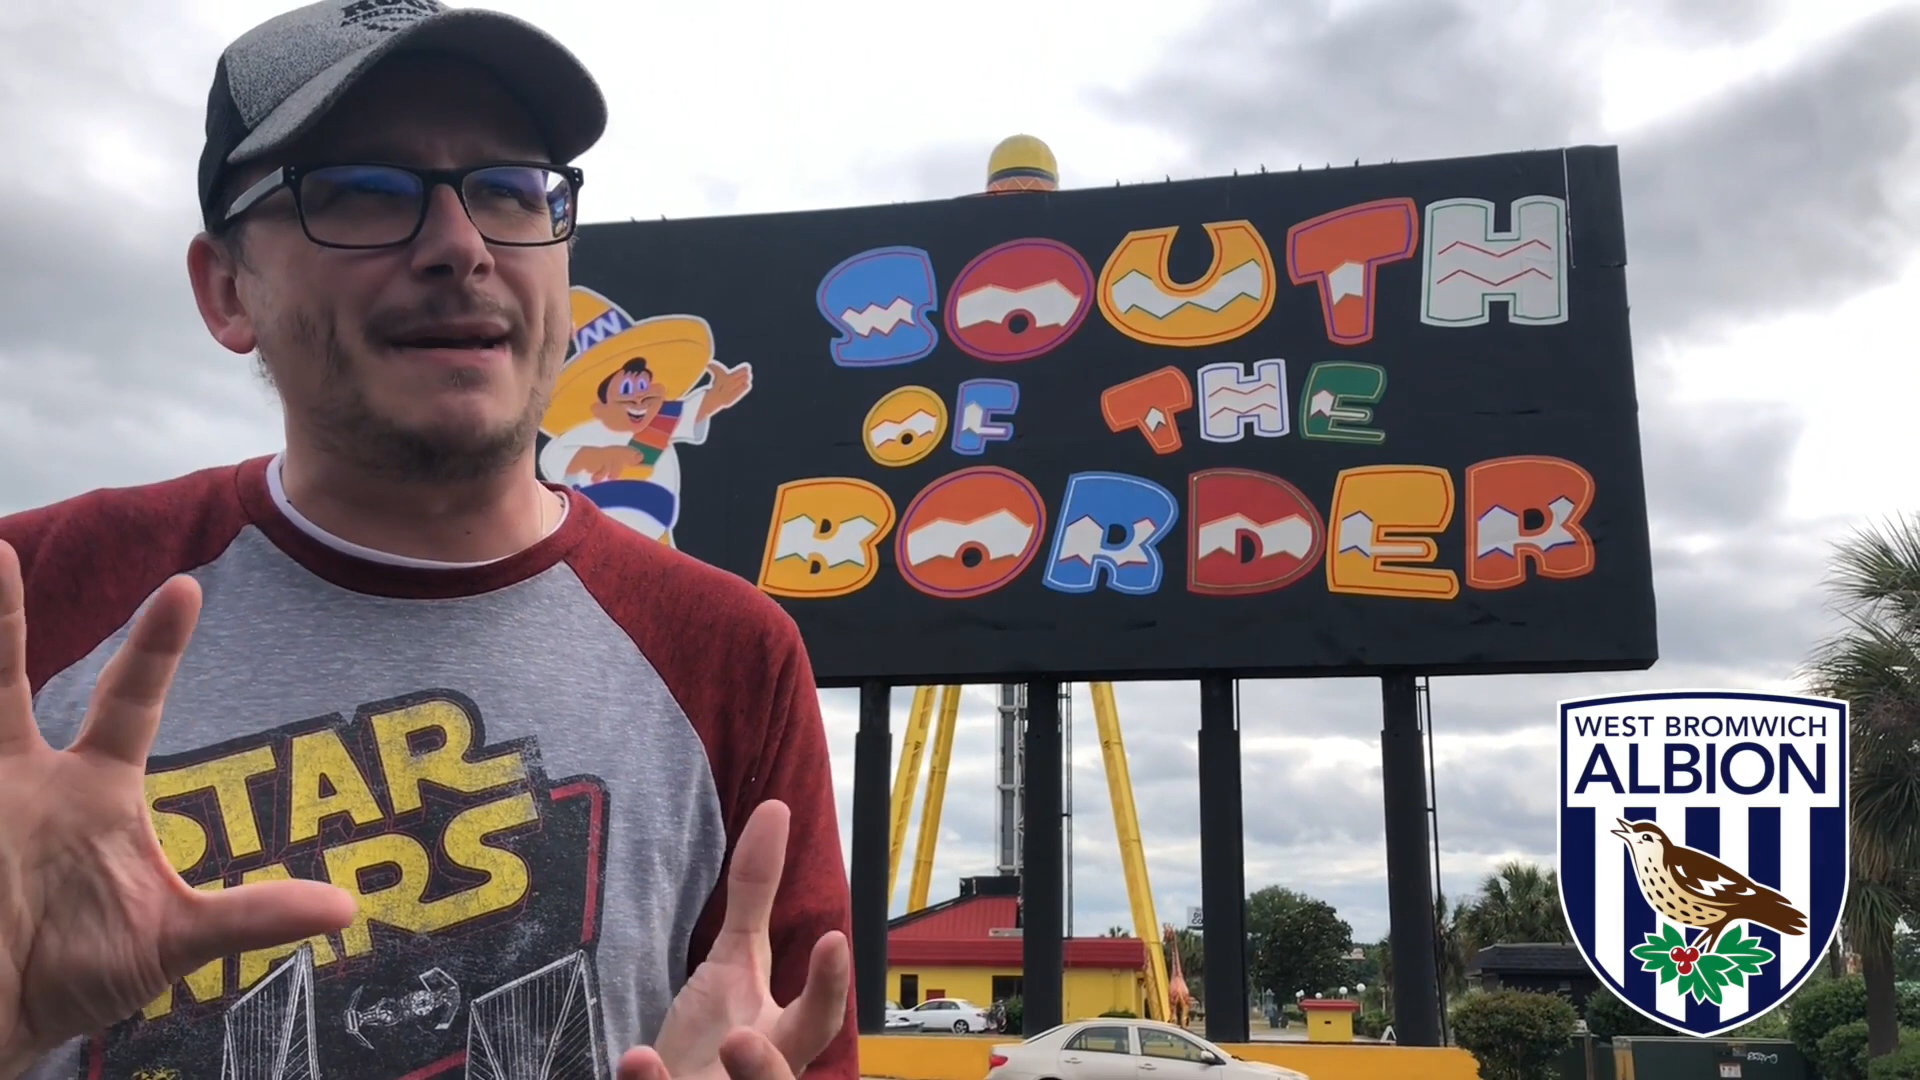 SOUTH
OF THE
BORDER
STAR
WARS
WEST BROMWICH
ALBION